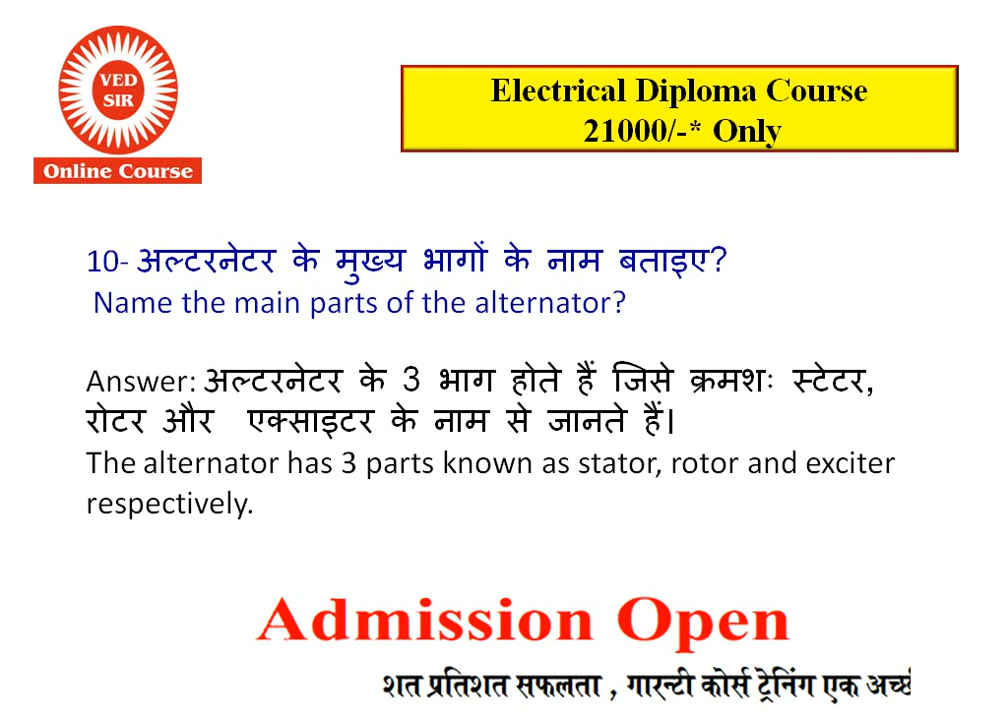 VED
SIR
Online Course
Electrical Diploma Course
21000/-* Only
10- अल्टरनेटर के मुख्य भागों के नाम बताइए?
Name the main parts of the alternator?
Answer: अल्टरनेटर के 3 भाग होते हैं जिसे क्रमशः स्टेटर,
रोटर और एक्साइटर के नाम से जानते हैं।
The alternator has 3 parts known as stator, rotor and exciter
respectively.
Admission Open
शत प्रतिशत सफलता , गारन्टी कोर्स ट्रेनिंग एक